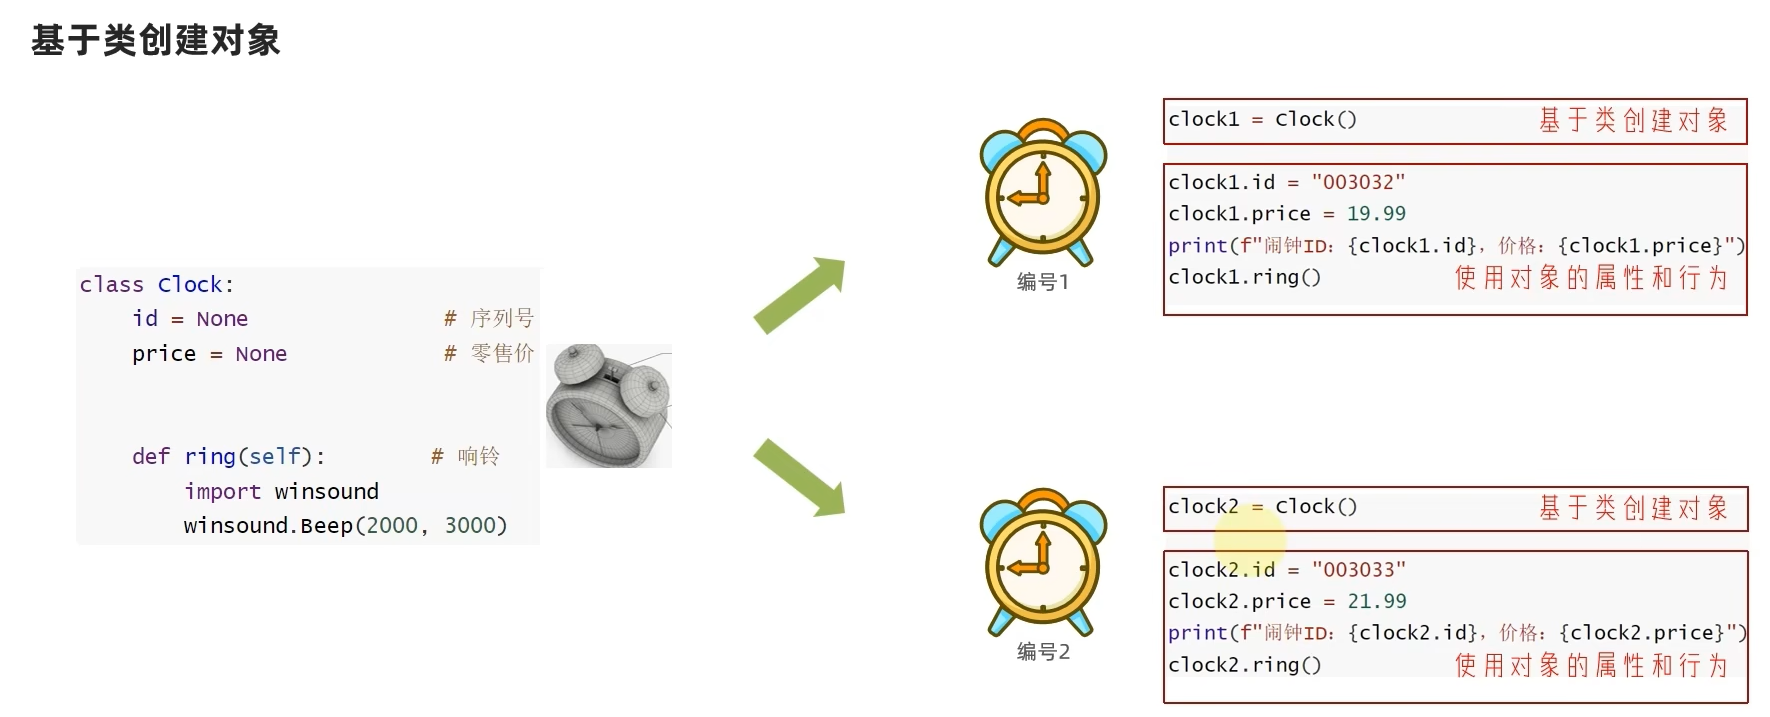 基于类创建对象
class Clock:
    id = None # 序列号
    price = None # 零售价
    def ring(self): # 响铃
        import winsound
        winsound.Beep(2000, 3000)
编号1
clock1 = Clock() 基于类创建对象
clock1.id = "003032"
clock1.price = 19.99
print(f"闹钟ID：{clock1.id}，价格：{clock1.price}")
clock1.ring() 使用对象的属性和行为
编号2
clock2 = Clock() 基于类创建对象
clock2.id = "003033"
clock2.price = 21.99
print(f"闹钟ID：{clock2.id}，价格：{clock2.price}")
clock2.ring() 使用对象的属性和行为